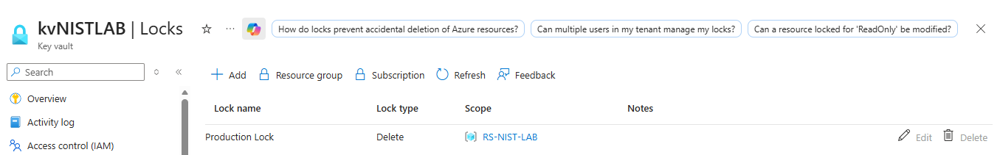 kvNISTLAB | Locks
Key vault
How do locks prevent accidental deletion of Azure resources?
Can multiple users in my tenant manage my locks?
Can a resource locked for 'ReadOnly' be modified?
Search
Overview
Activity log
Access control (IAM)
Add Resource group Subscription Refresh Feedback
Lock name Lock type Scope Notes
Production Lock Delete RS-NIST-LAB Edit Delete